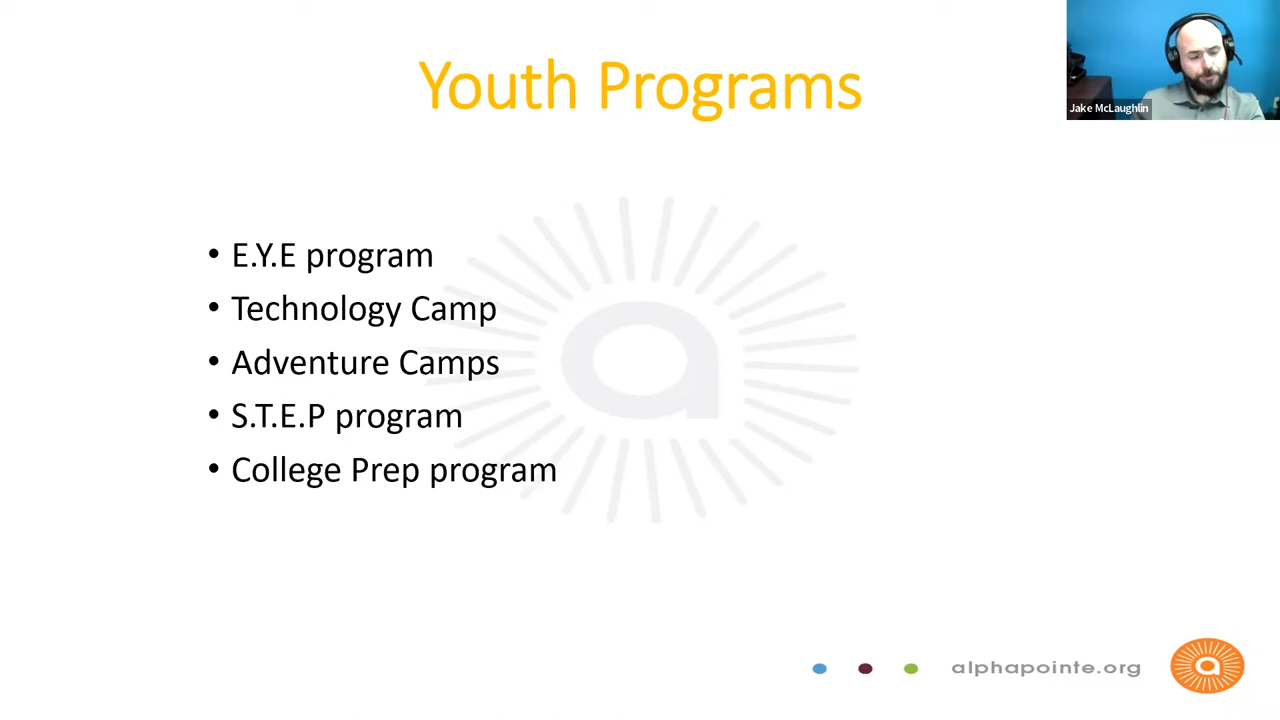 Youth Programs
Jake McLaughlin
• E.Y.E program
• Technology Camp
• Adventure Camps
• S.T.E.P program
• College Prep program
alphapointe.org